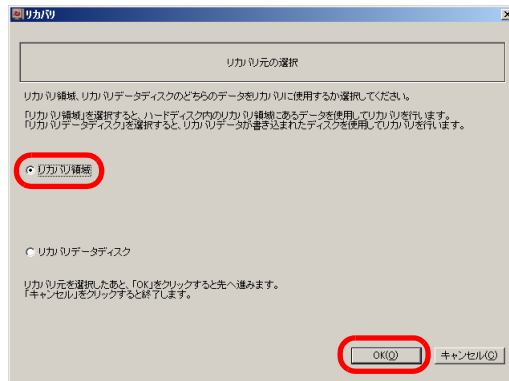 リカバリ
リカバリ元の選択
リカバリ領域、リカバリデータディスクのどちらのデータをリカバリに使用するか選択してください。
「リカバリ領域」を選択すると、ハードディスク内のリカバリ領域にあるデータを使用してリカバリを行います。
「リカバリデータディスク」を選択すると、リカバリデータが書き込まれたディスクを使用してリカバリを行います。
リカバリ領域
リカバリデータディスク
リカバリ元を選択したあと、「OK」をクリックすると先へ進みます。
「キャンセル」をクリックすると終了します。
OK(O) キャンセル(C)